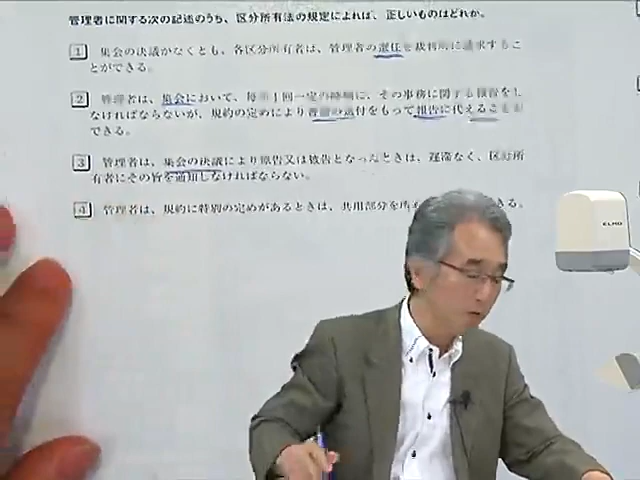 管理者に関する次の記述のうち、区分所有法の規定によれば、正しいものはどれか。
1 集会の決議がなくとも、各区分所有者は、管理者の選任を裁判所に請求するこ
とができる。
2 管理者は、集会において、毎年1回一定の時期に、その事務に関する報告をし
なければならないが、規約の定めにより書面の送付をもって報告に代えることが
できる。
3 管理者は、集会の決議により原告又は被告となったときは、遅滞なく、区分所
有者にその旨を通知しなければならない。
4 管理者は、規約に特別の定めがあるときは、共用部分を所 きる。
ELMO